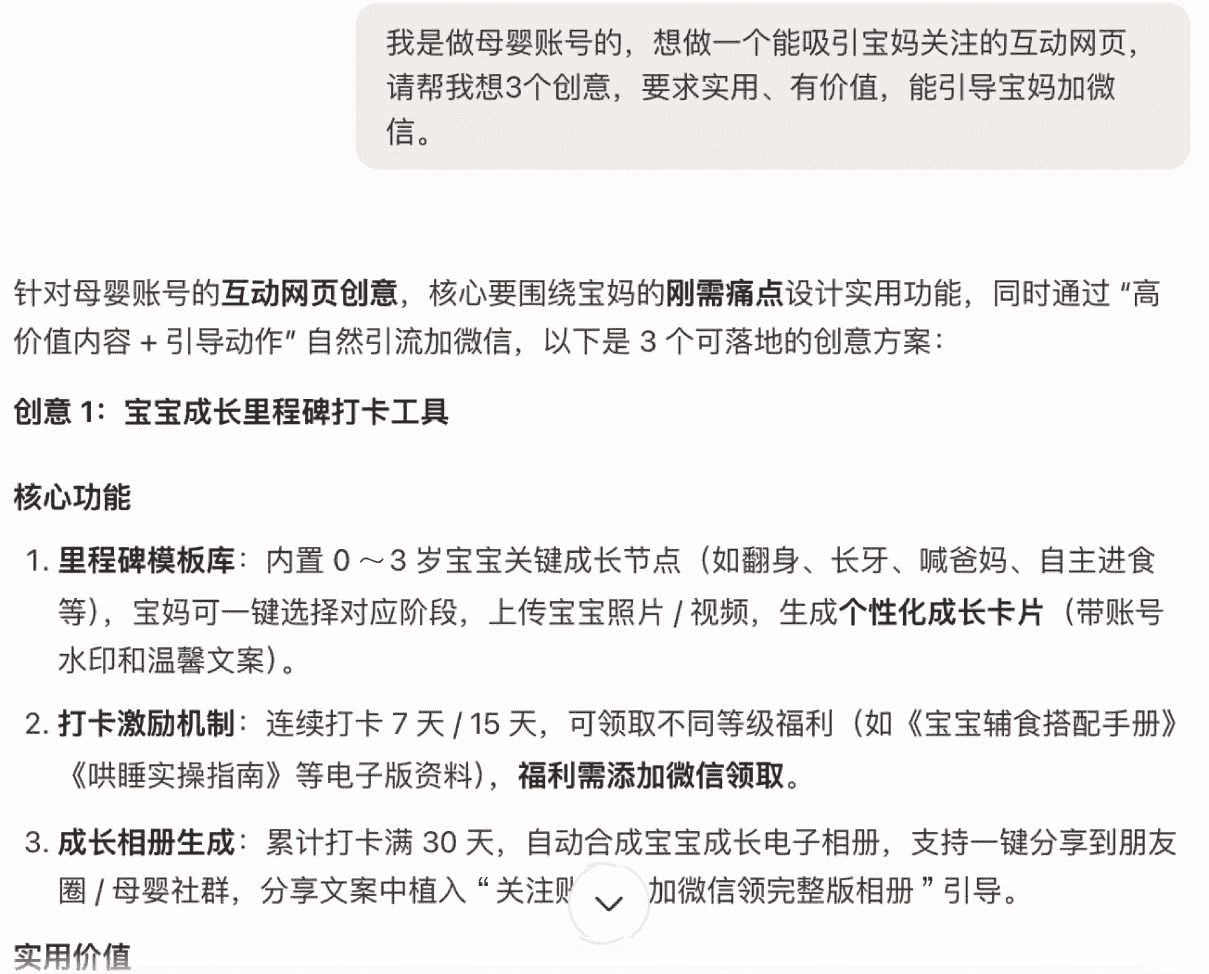 我是做母婴账号的，想做一个能吸引宝妈关注的互动网页，
请帮我想3个创意，要求实用、有价值，能引导宝妈加微
信。
针对母婴账号的互动网页创意，核心要围绕宝妈的刚需痛点设计实用功能，同时通过 “高
价值内容 + 引导动作” 自然引流加微信，以下是 3 个可落地的创意方案：
创意 1：宝宝成长里程碑打卡工具
核心功能
1. 里程碑模板库：内置 0 ～ 3 岁宝宝关键成长节点（如翻身、长牙、喊爸妈、自主进食
等），宝妈可一键选择对应阶段，上传宝宝照片 / 视频，生成个性化成长卡片（带账号
水印和温馨文案）。
2. 打卡激励机制：连续打卡 7 天 / 15 天，可领取不同等级福利（如《宝宝辅食搭配手册》
《哄睡实操指南》等电子版资料），福利需添加微信领取。
3. 成长相册生成：累计打卡满 30 天，自动合成宝宝成长电子相册，支持一键分享到朋友
圈 / 母婴社群，分享文案中植入 “ 关注 加微信领完整版相册 ” 引导。
实用价值